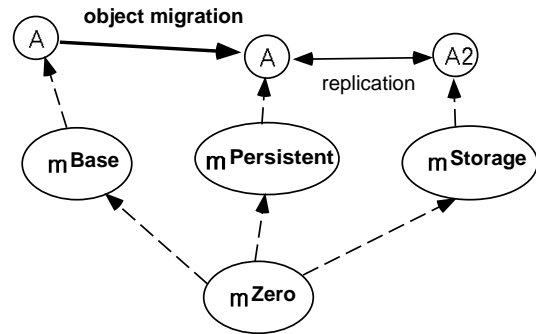 object migration
A
A
A2
replication
mBase
mPersistent
mStorage
mZero